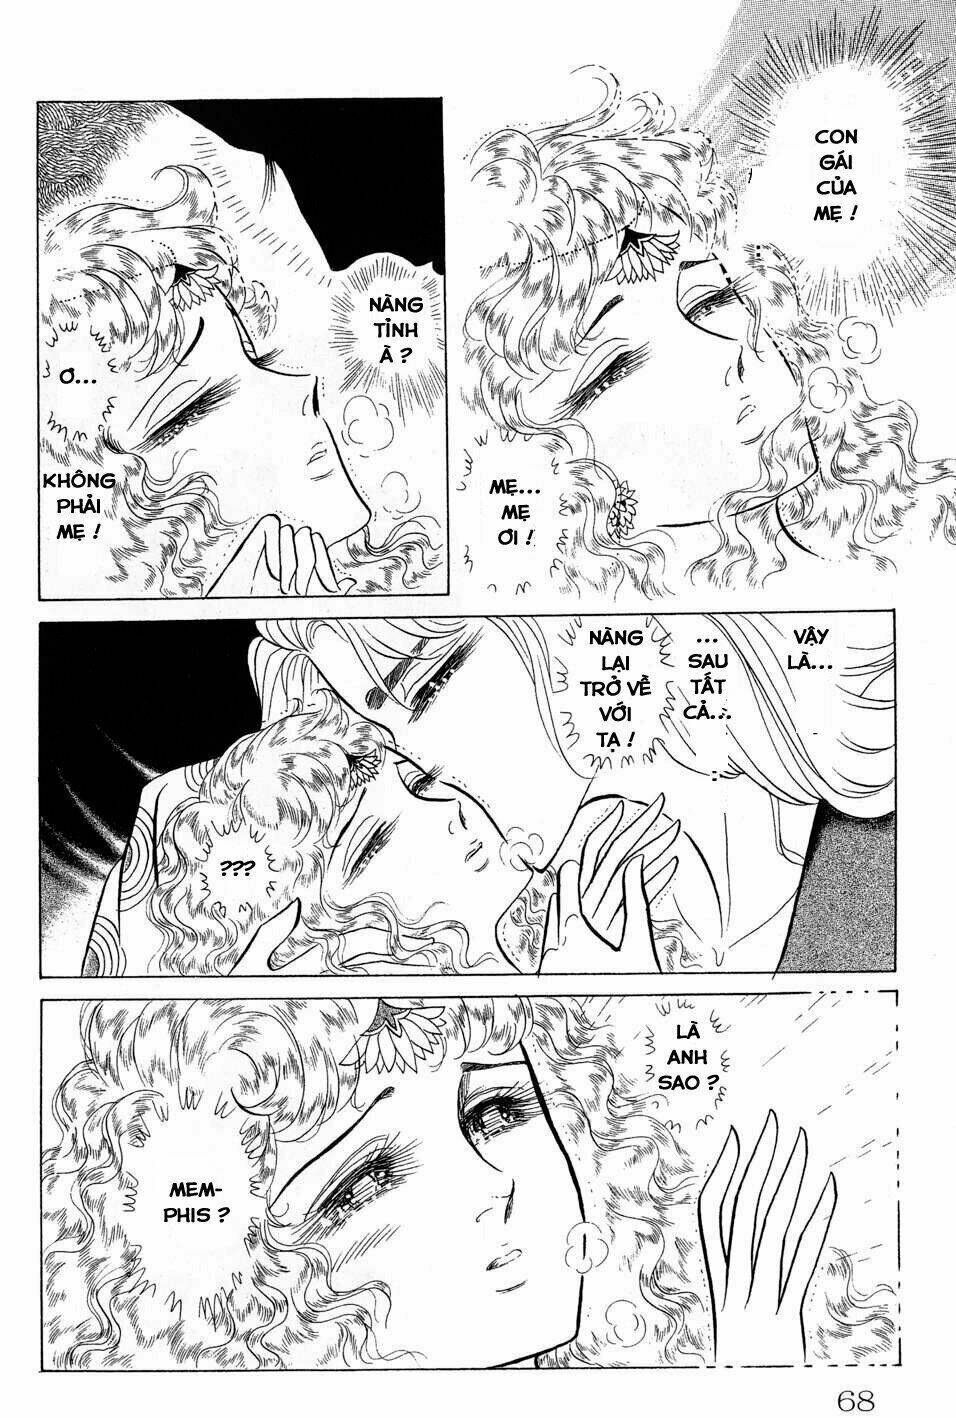 CON
GÁI
CỦA
MẸ !
MẸ...
MẸ
ƠI !
NÀNG
TỈNH
À ?
Ơ...
KHÔNG
PHẢI
MẸ !
VẬY
LÀ...
...
SAU
TẤT
CẢ...
NÀNG
LẠI
TRỞ VỀ
VỚI
TẠ !
???
LÀ
ANH
SAO ?
MEM-
PHIS ?
68